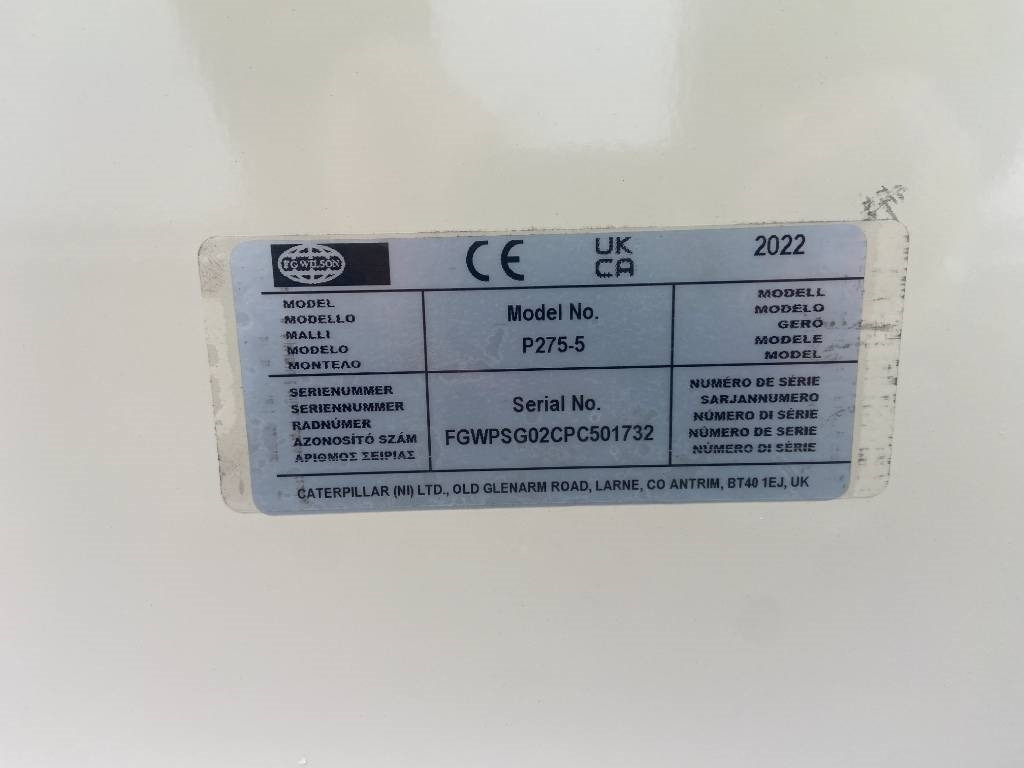 FG WILSON
CE
UK
CA
2022
MODEL
MODELLO
MALLI
MODELO
ΜΟΝΤΕΛΟ
Model No.
P275-5
MODELL
MODELO
GERÖ
MODELE
MODEL
SERIENUMMER
SERIENNUMMER
RADNÚMER
AZONOSÍTÓ SZÁM
ΑΡΙΘΜΟΣ ΣΕΙΡΙΑΣ
Serial No.
FGWPSG02CPC501732
NUMÉRO DE SÉRIE
SARJANNUMERO
NÚMERO DI SÉRIE
NÚMERO DE SERIE
NÚMERO DI SÉRIE
CATERPILLAR (NI) LTD., OLD GLENARM ROAD, LARNE, CO ANTRIM, BT40 1EJ, UK